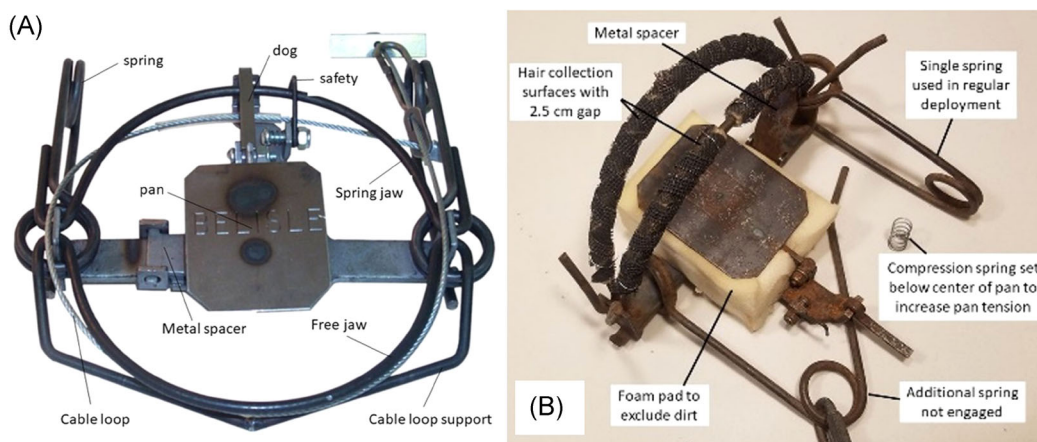 (A)
spring
dog
safety
Spring jaw
pan
BELISLE
Metal spacer
Free jaw
Cable loop
Cable loop support
Metal spacer
Hair collection
surfaces with
2.5 cm gap
Single spring
used in regular
deployment
Compression spring set
below center of pan to
increase pan tension
(B)
Foam pad to
exclude dirt
Additional spring
not engaged